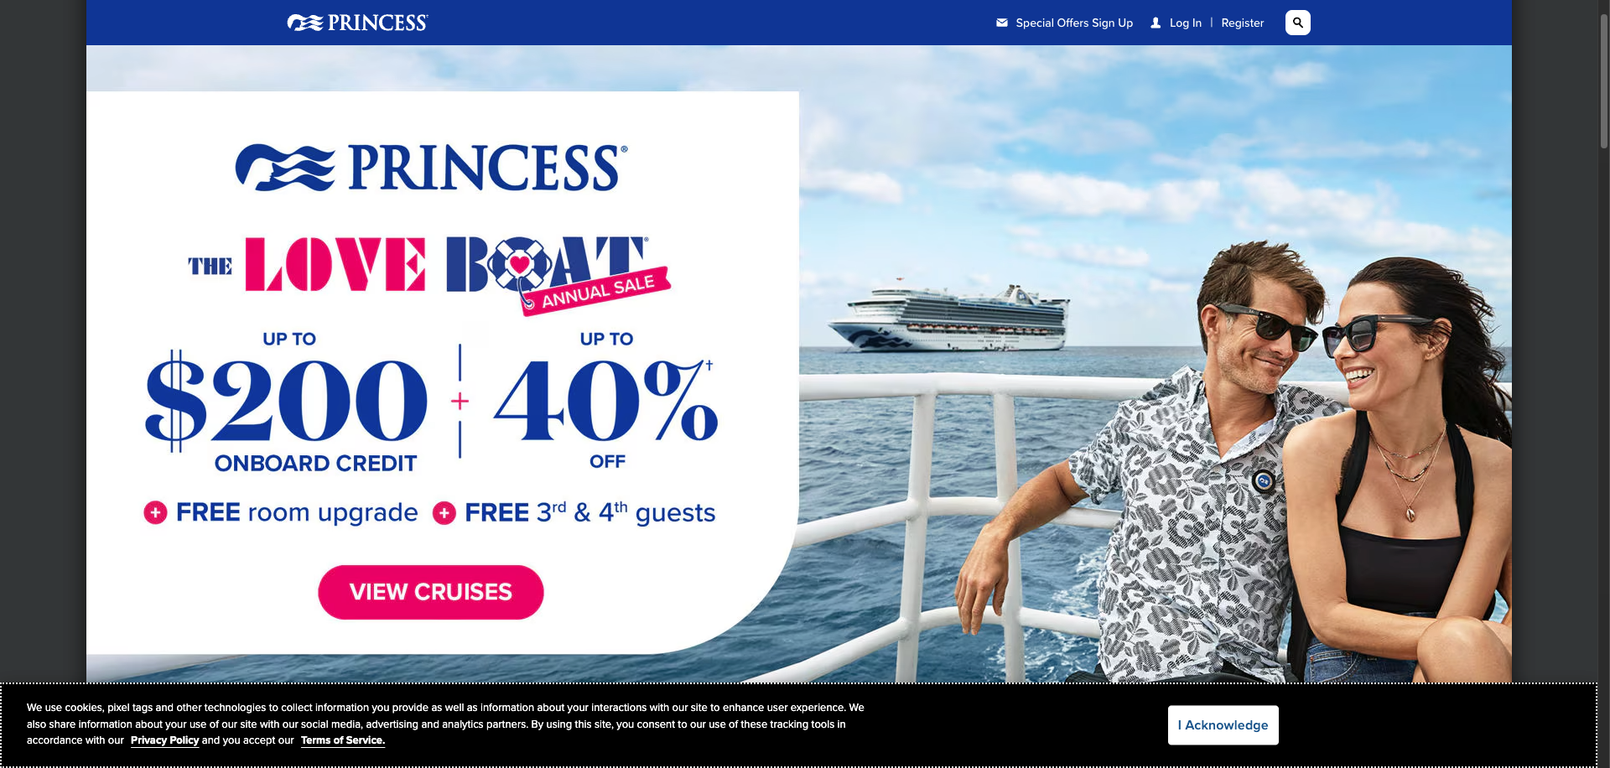 PRINCESS®
Special Offers Sign Up
Log In | Register
PRINCESS®
THE LOVE BOAT®
ANNUAL SALE
UP TO
$200
ONBOARD CREDIT
+
UP TO
40%†
OFF
+ FREE room upgrade + FREE 3rd & 4th guests
VIEW CRUISES
We use cookies, pixel tags and other technologies to collect information you provide as well as information about your interactions with our site to enhance user experience. We
also share information about your use of our site with our social media, advertising and analytics partners. By using this site, you consent to our use of these tracking tools in
accordance with our Privacy Policy and you accept our Terms of Service.
I Acknowledge